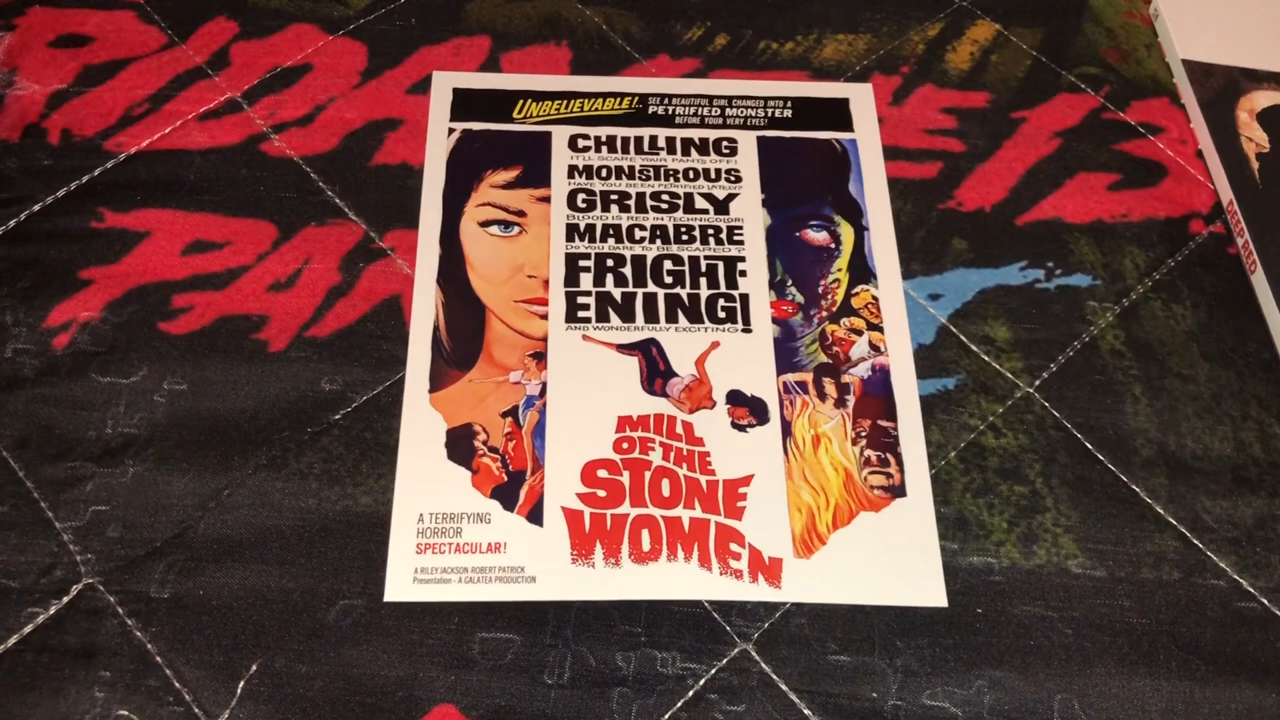 UNBELIEVABLE!..
SEE A BEAUTIFUL GIRL CHANGED INTO A
PETRIFIED MONSTER
BEFORE YOUR VERY EYES!
CHILLING
IT'LL SCARE YOUR PANTS OFF!
MONSTROUS
HAVE YOU BEEN PETRIFIED LATELY?
GRISLY
BLOOD IS RED IN TECHNICOLOR!
MACABRE
DO YOU DARE TO BE SCARED?
FRIGHT-
ENING!
AND WONDERFULLY EXCITING
MILL
OF THE
STONE
WOMEN
A TERRIFYING
HORROR
SPECTACULAR!
A RILEY JACKSON-ROBERT PATRICK
Presentation - A GALATEA PRODUCTION
THE 13
DEEP RED